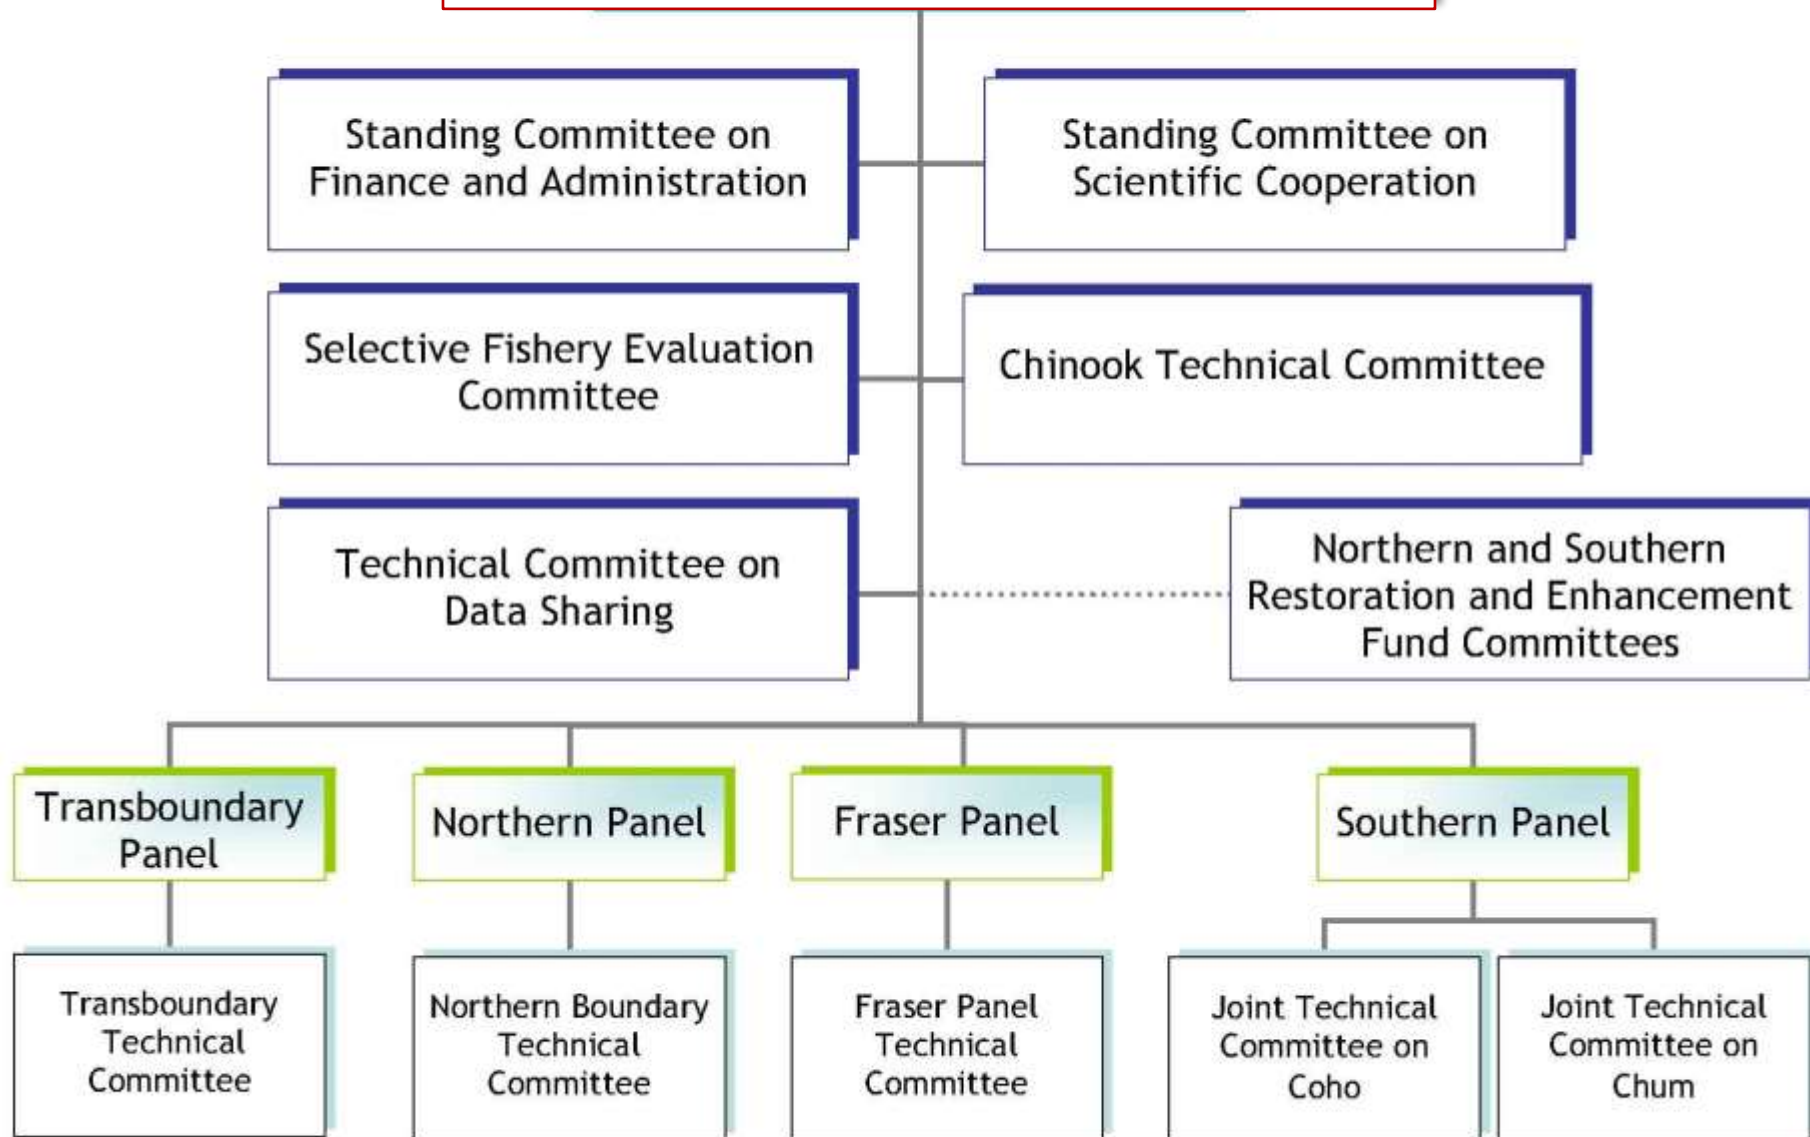 Standing Committee on
Finance and Administration
Standing Committee on
Scientific Cooperation
Selective Fishery Evaluation
Committee
Chinook Technical Committee
Technical Committee on
Data Sharing
Northern and Southern
Restoration and Enhancement
Fund Committees
Transboundary
Panel
Northern Panel
Fraser Panel
Southern Panel
Transboundary
Technical
Committee
Northern Boundary
Technical
Committee
Fraser Panel
Technical
Committee
Joint Technical
Committee on
Coho
Joint Technical
Committee on
Chum